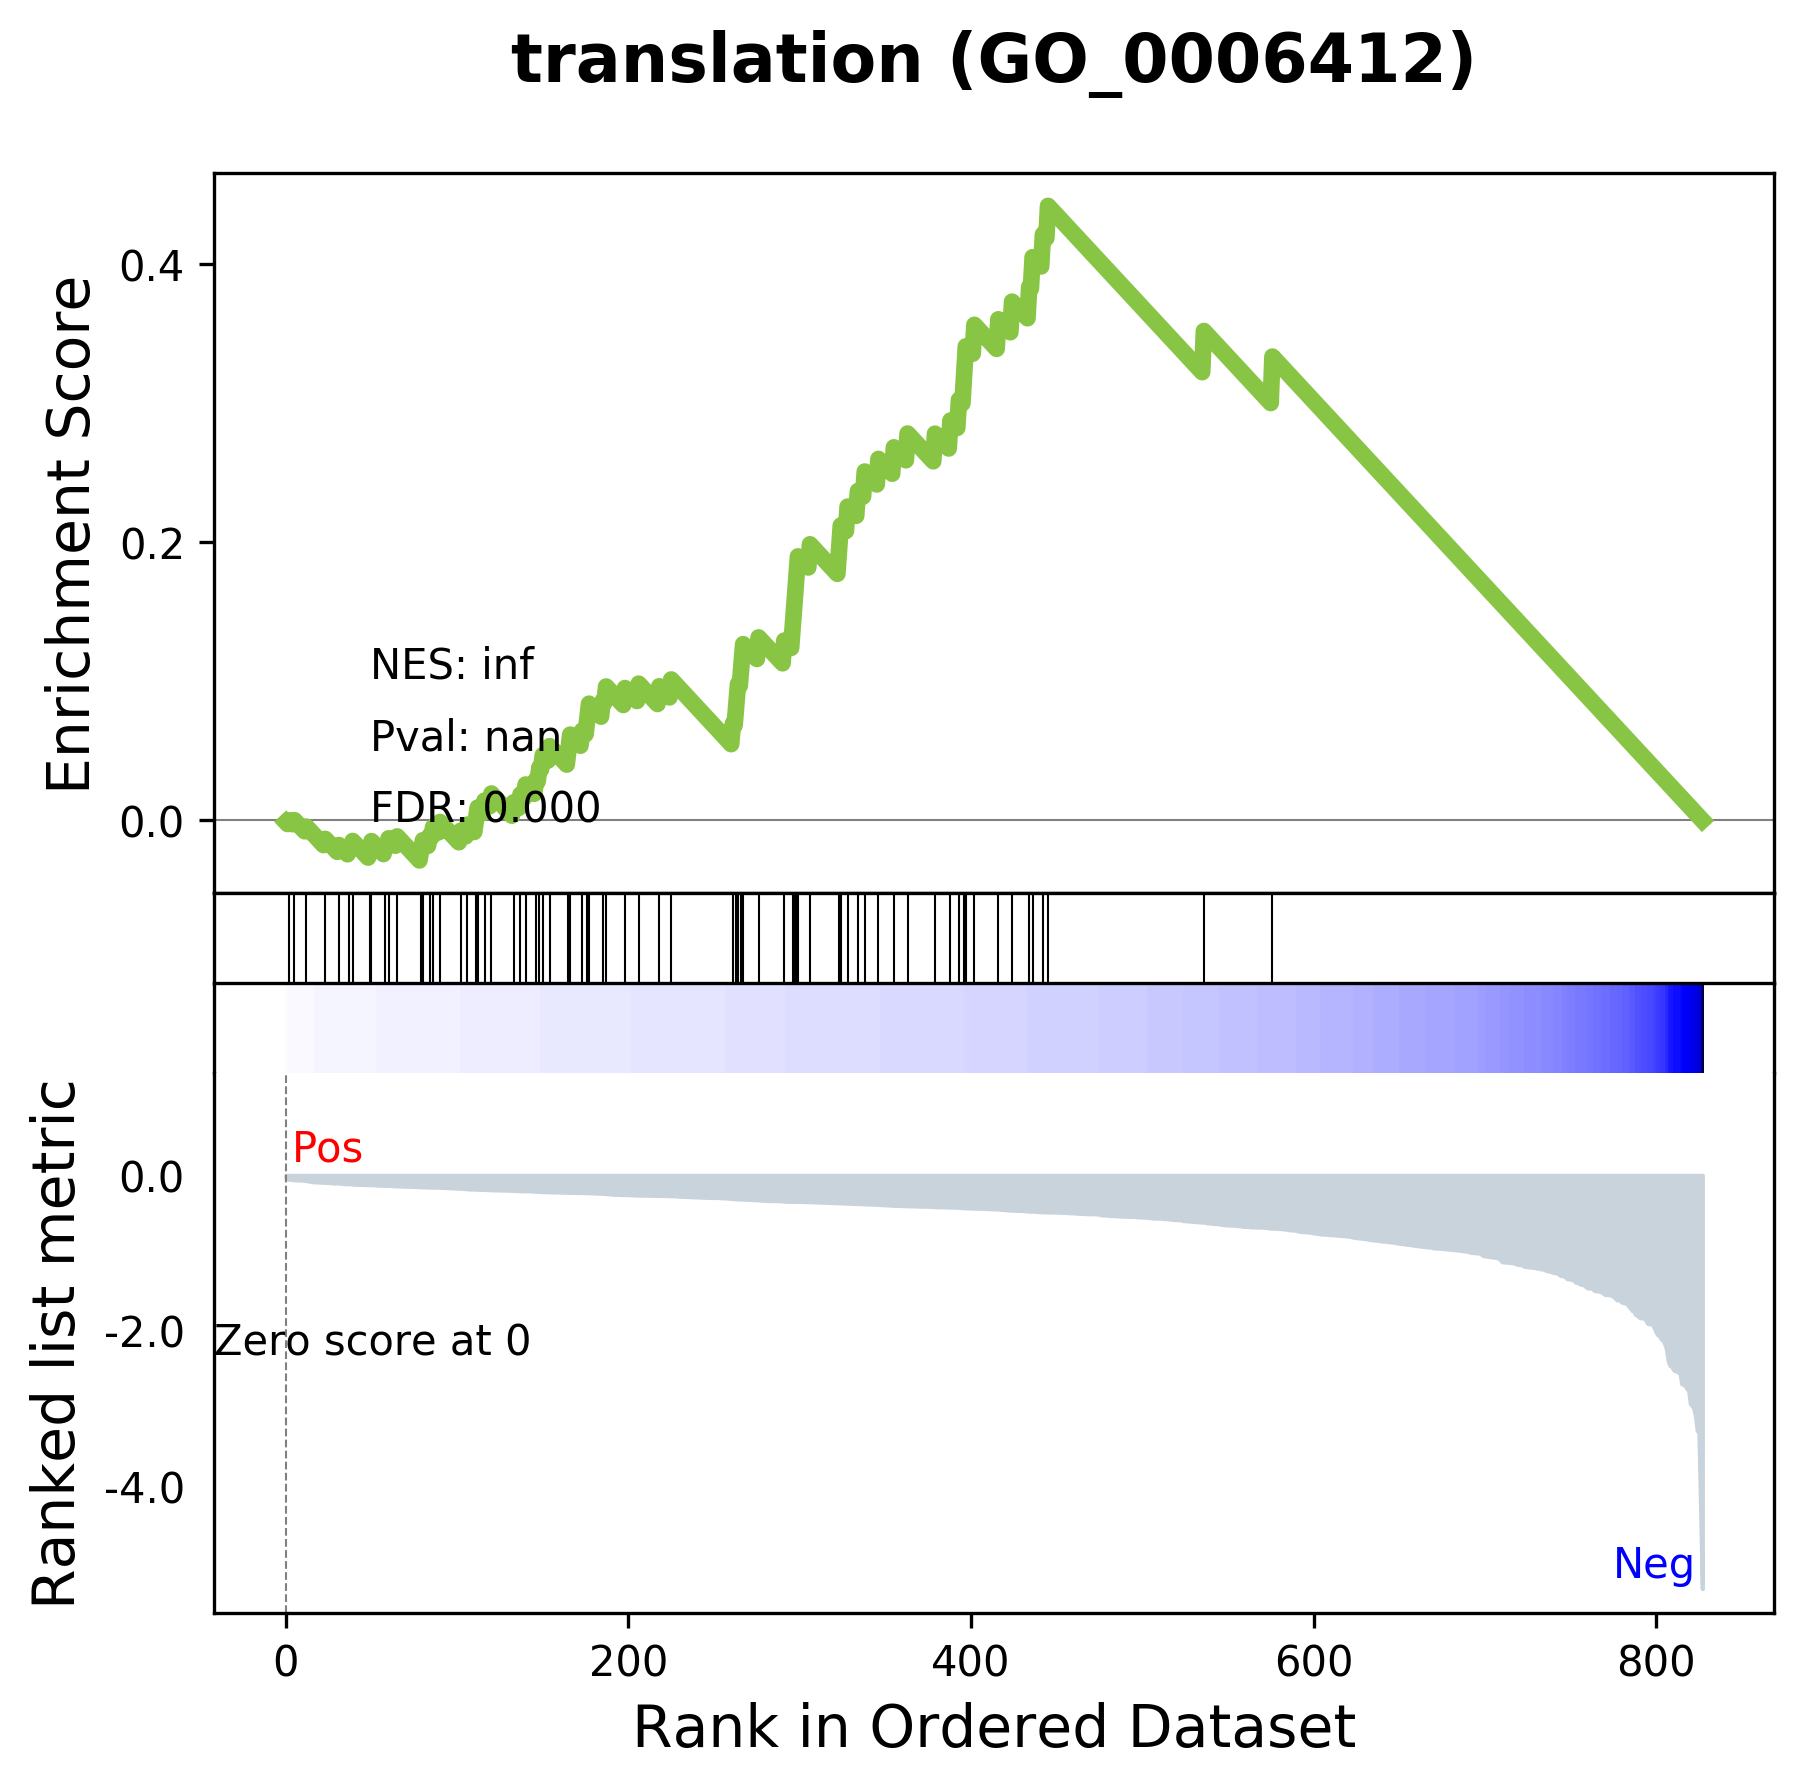 translation (GO_0006412)
Enrichment Score
0.4
0.2
0.0
NES: inf
Pval: nan
FDR: 0.000
Ranked list metric
Pos
0.0
-2.0
-4.0
Zero score at 0
Neg
0 200 400 600 800
Rank in Ordered Dataset